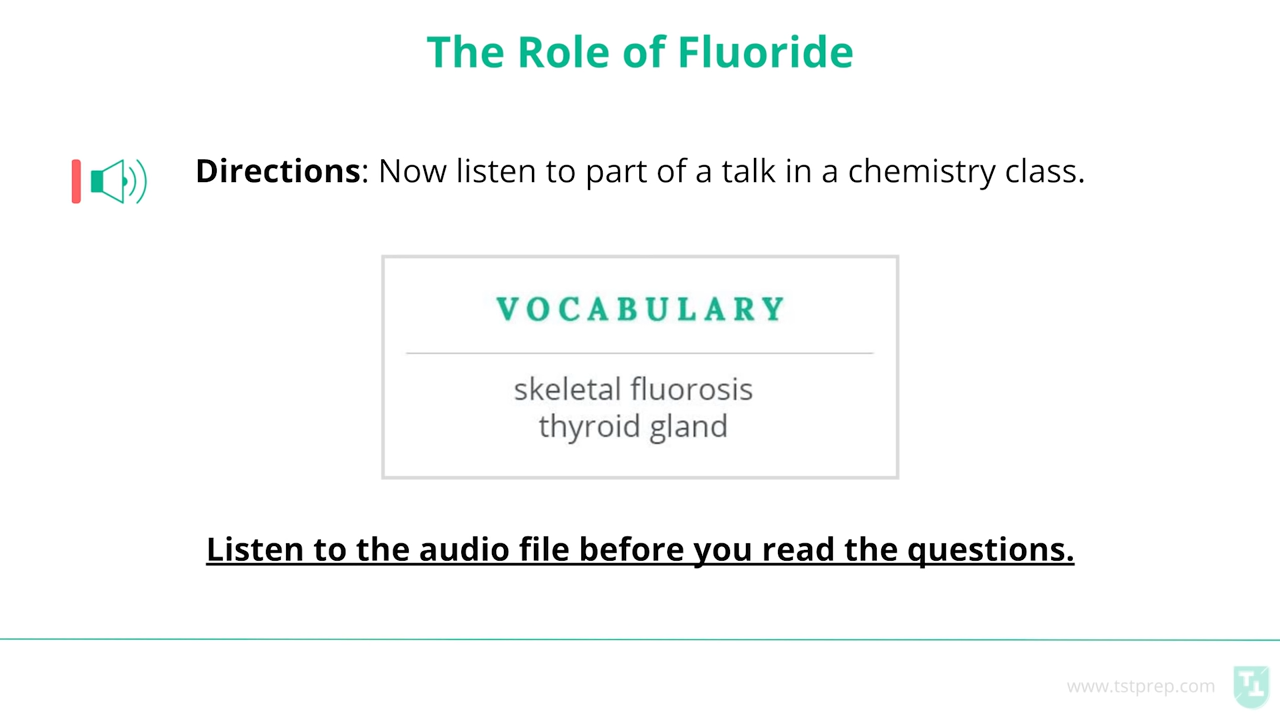 The Role of Fluoride
Directions: Now listen to part of a talk in a chemistry class.
VOCABULARY
skeletal fluorosis
thyroid gland
Listen to the audio file before you read the questions.
www.tstprep.com